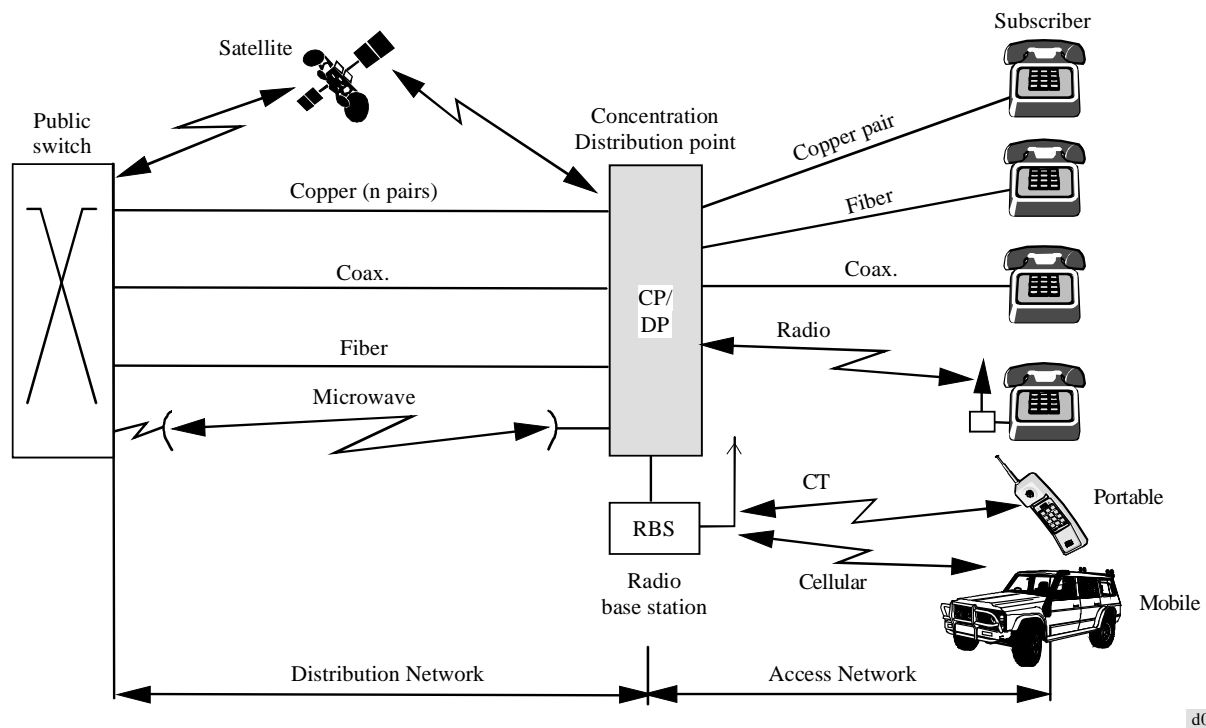 Subscriber
Satellite
Public
switch
Concentration
Distribution point
Copper pair
Copper (n pairs)
Fiber
Coax.
Coax.
CP/
DP
Radio
Fiber
Microwave
CT
Portable
RBS
Radio
base station
Cellular
Mobile
Distribution Network
Access Network